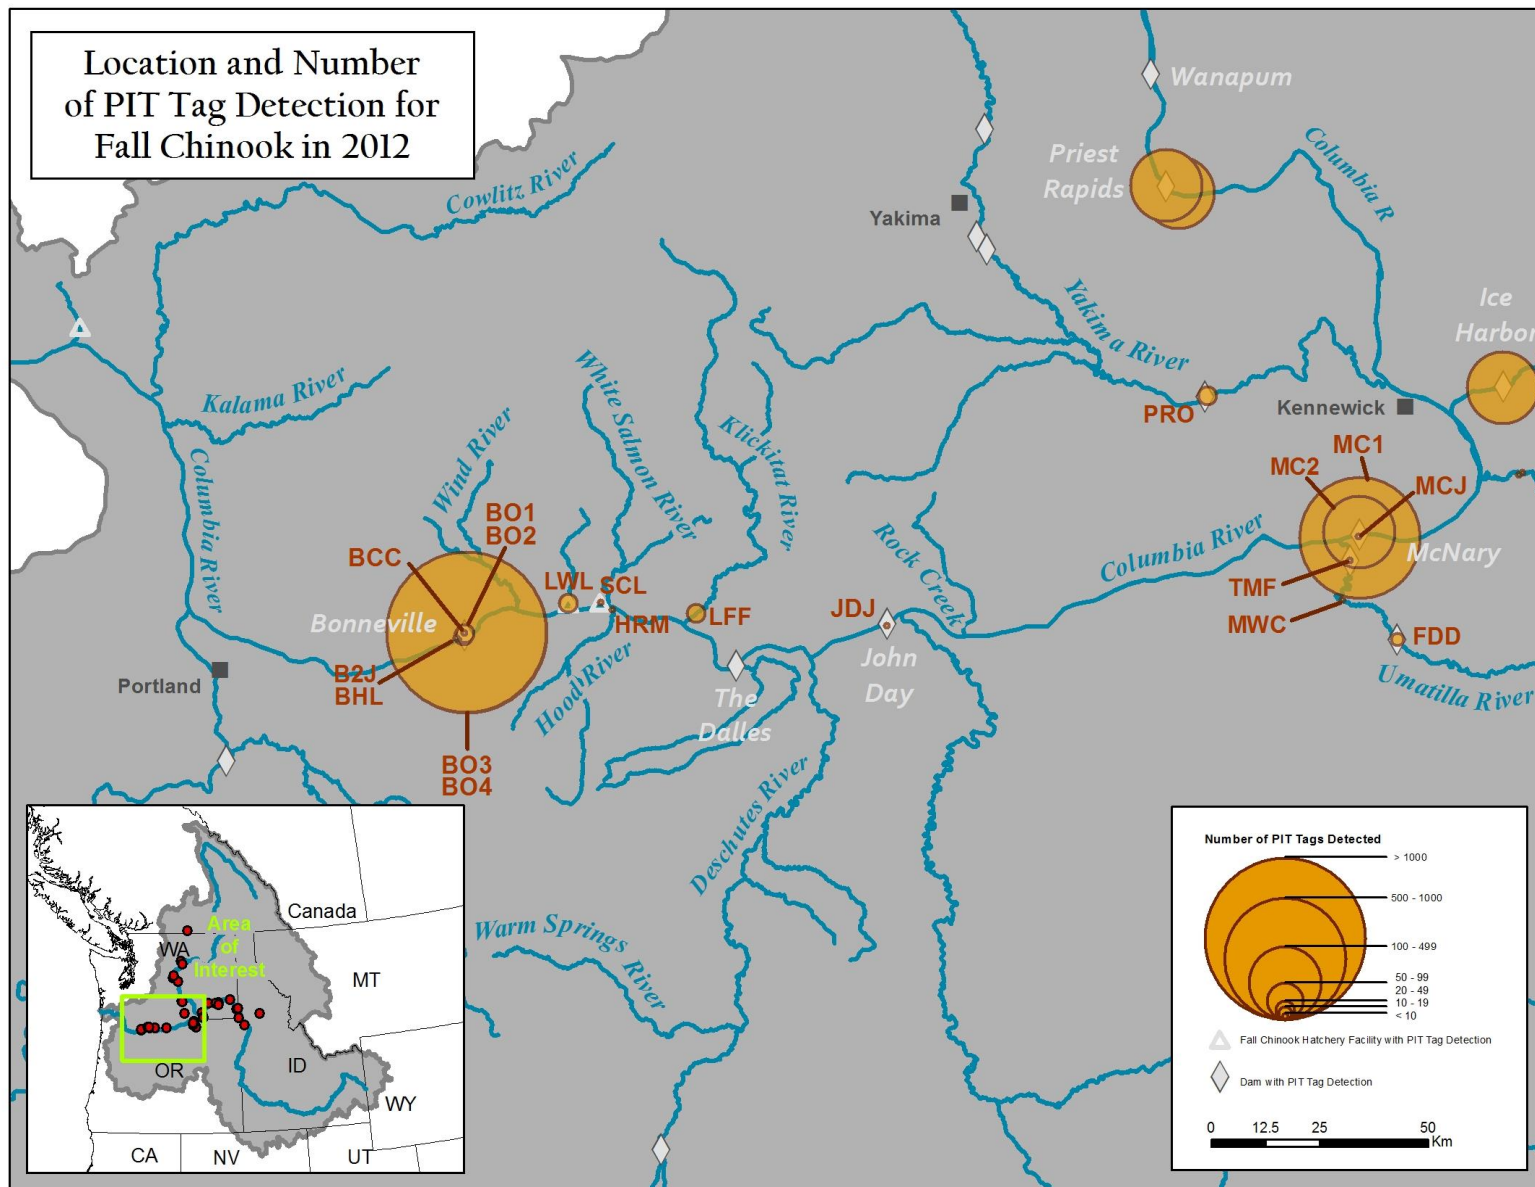 Location and Number
of PIT Tag Detection for
Fall Chinook in 2012
Wanapum
Priest
Rapids
Columbia R
Cowlitz River
Yakima
Ice
Harbor
Yakima River
Kalama River
White Salmon River
Klickitat River
Wind River
PRO
Kennewick
MC1
MC2
MCJ
McNary
Columbia River
BO1
BO2
BCC
Rock Creek
Columbia River
TMF
LWL
SCL
LFF
JDJ
HRM
MWC
FDD
Bonneville
B2J
BHL
Hood River
John
Day
Umatilla River
Portland
The
Dalles
BO3
BO4
Deschutes River
Warm Springs
River
Canada
Area
of
Interest
WA
MT
OR
ID
WY
CA
NV
UT
Number of PIT Tags Detected
> 1000
500 - 1000
100 - 499
50 - 99
20 - 49
10 - 19
< 10
Fall Chinook Hatchery Facility with PIT Tag Detection
Dam with PIT Tag Detection
0 12.5 25 50
Km